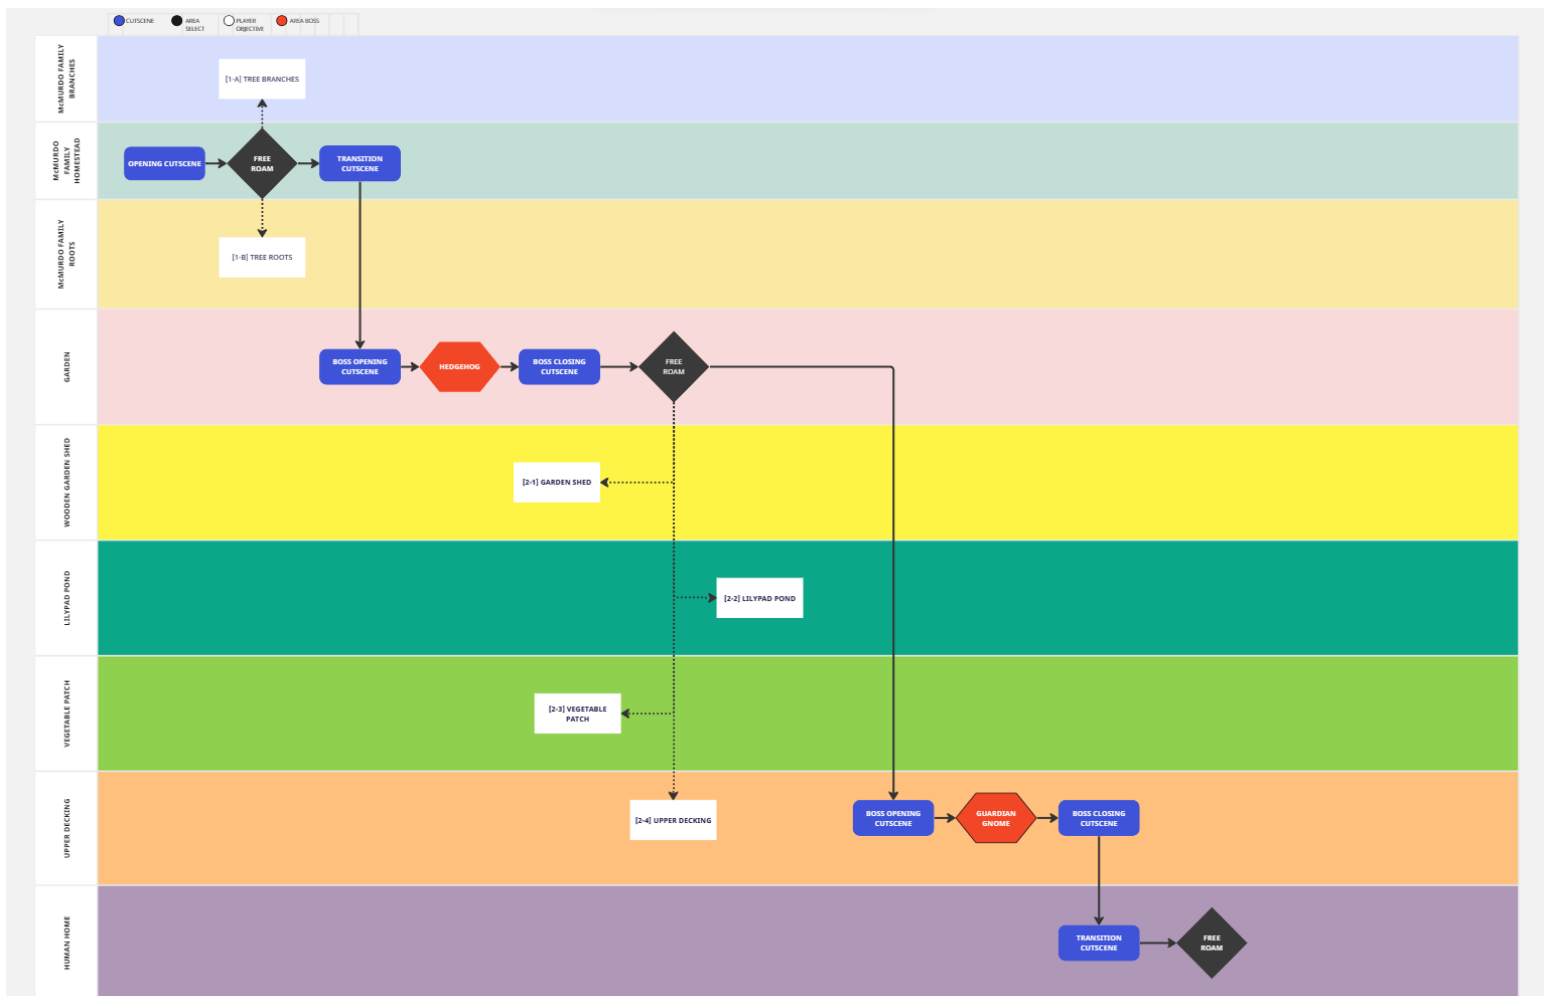 CUTSCENE
AREA
SELECT
PLAYER
OBJECTIVE
AREA BOSS
McMURDO FAMILY
BRANCHES
[1-A] TREE BRANCHES
McMURDO
FAMILY
HOMESTEAD
OPENING CUTSCENE
FREE
ROAM
TRANSITION
CUTSCENE
McMURDO FAMILY
ROOTS
[1-B] TREE ROOTS
GARDEN
BOSS OPENING
CUTSCENE
HEDGEHOG
BOSS CLOSING
CUTSCENE
FREE
ROAM
WOODEN GARDEN SHED
[2-1] GARDEN SHED
LILYPAD POND
[2-2] LILYPAD POND
VEGETABLE PATCH
[2-3] VEGETABLE
PATCH
UPPER DECKING
[2-4] UPPER DECKING
BOSS OPENING
CUTSCENE
GUARDIAN
GNOME
BOSS CLOSING
CUTSCENE
HUMAN HOME
TRANSITION
CUTSCENE
FREE
ROAM